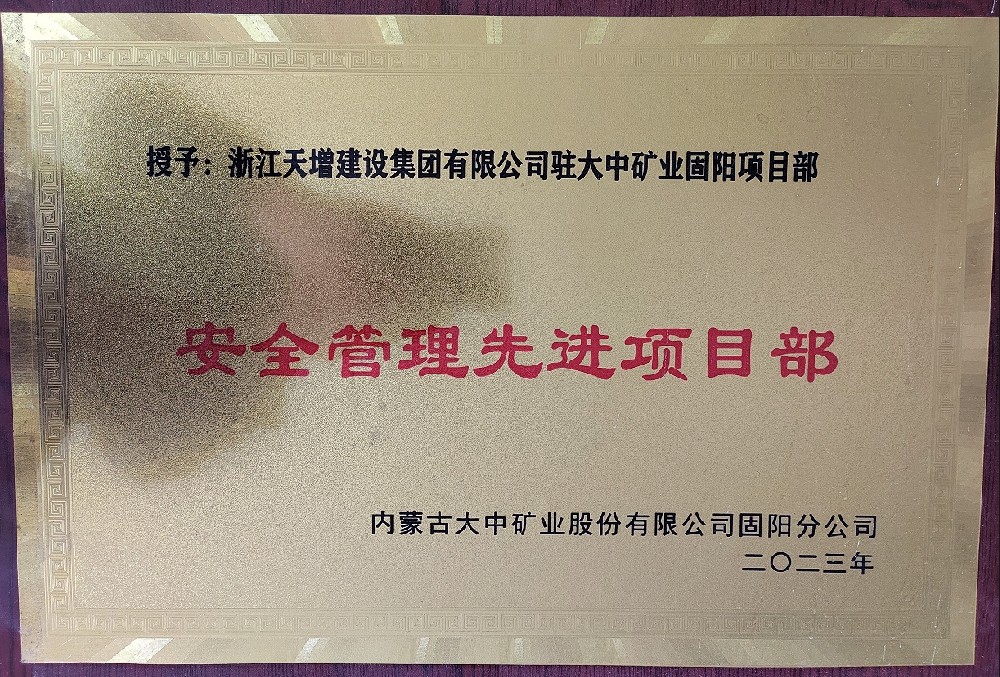 授予：浙江天增建设集团有限公司驻大中矿业固阳项目部
安全管理先进项目部
内蒙古大中矿业股份有限公司固阳分公司
二〇二三年